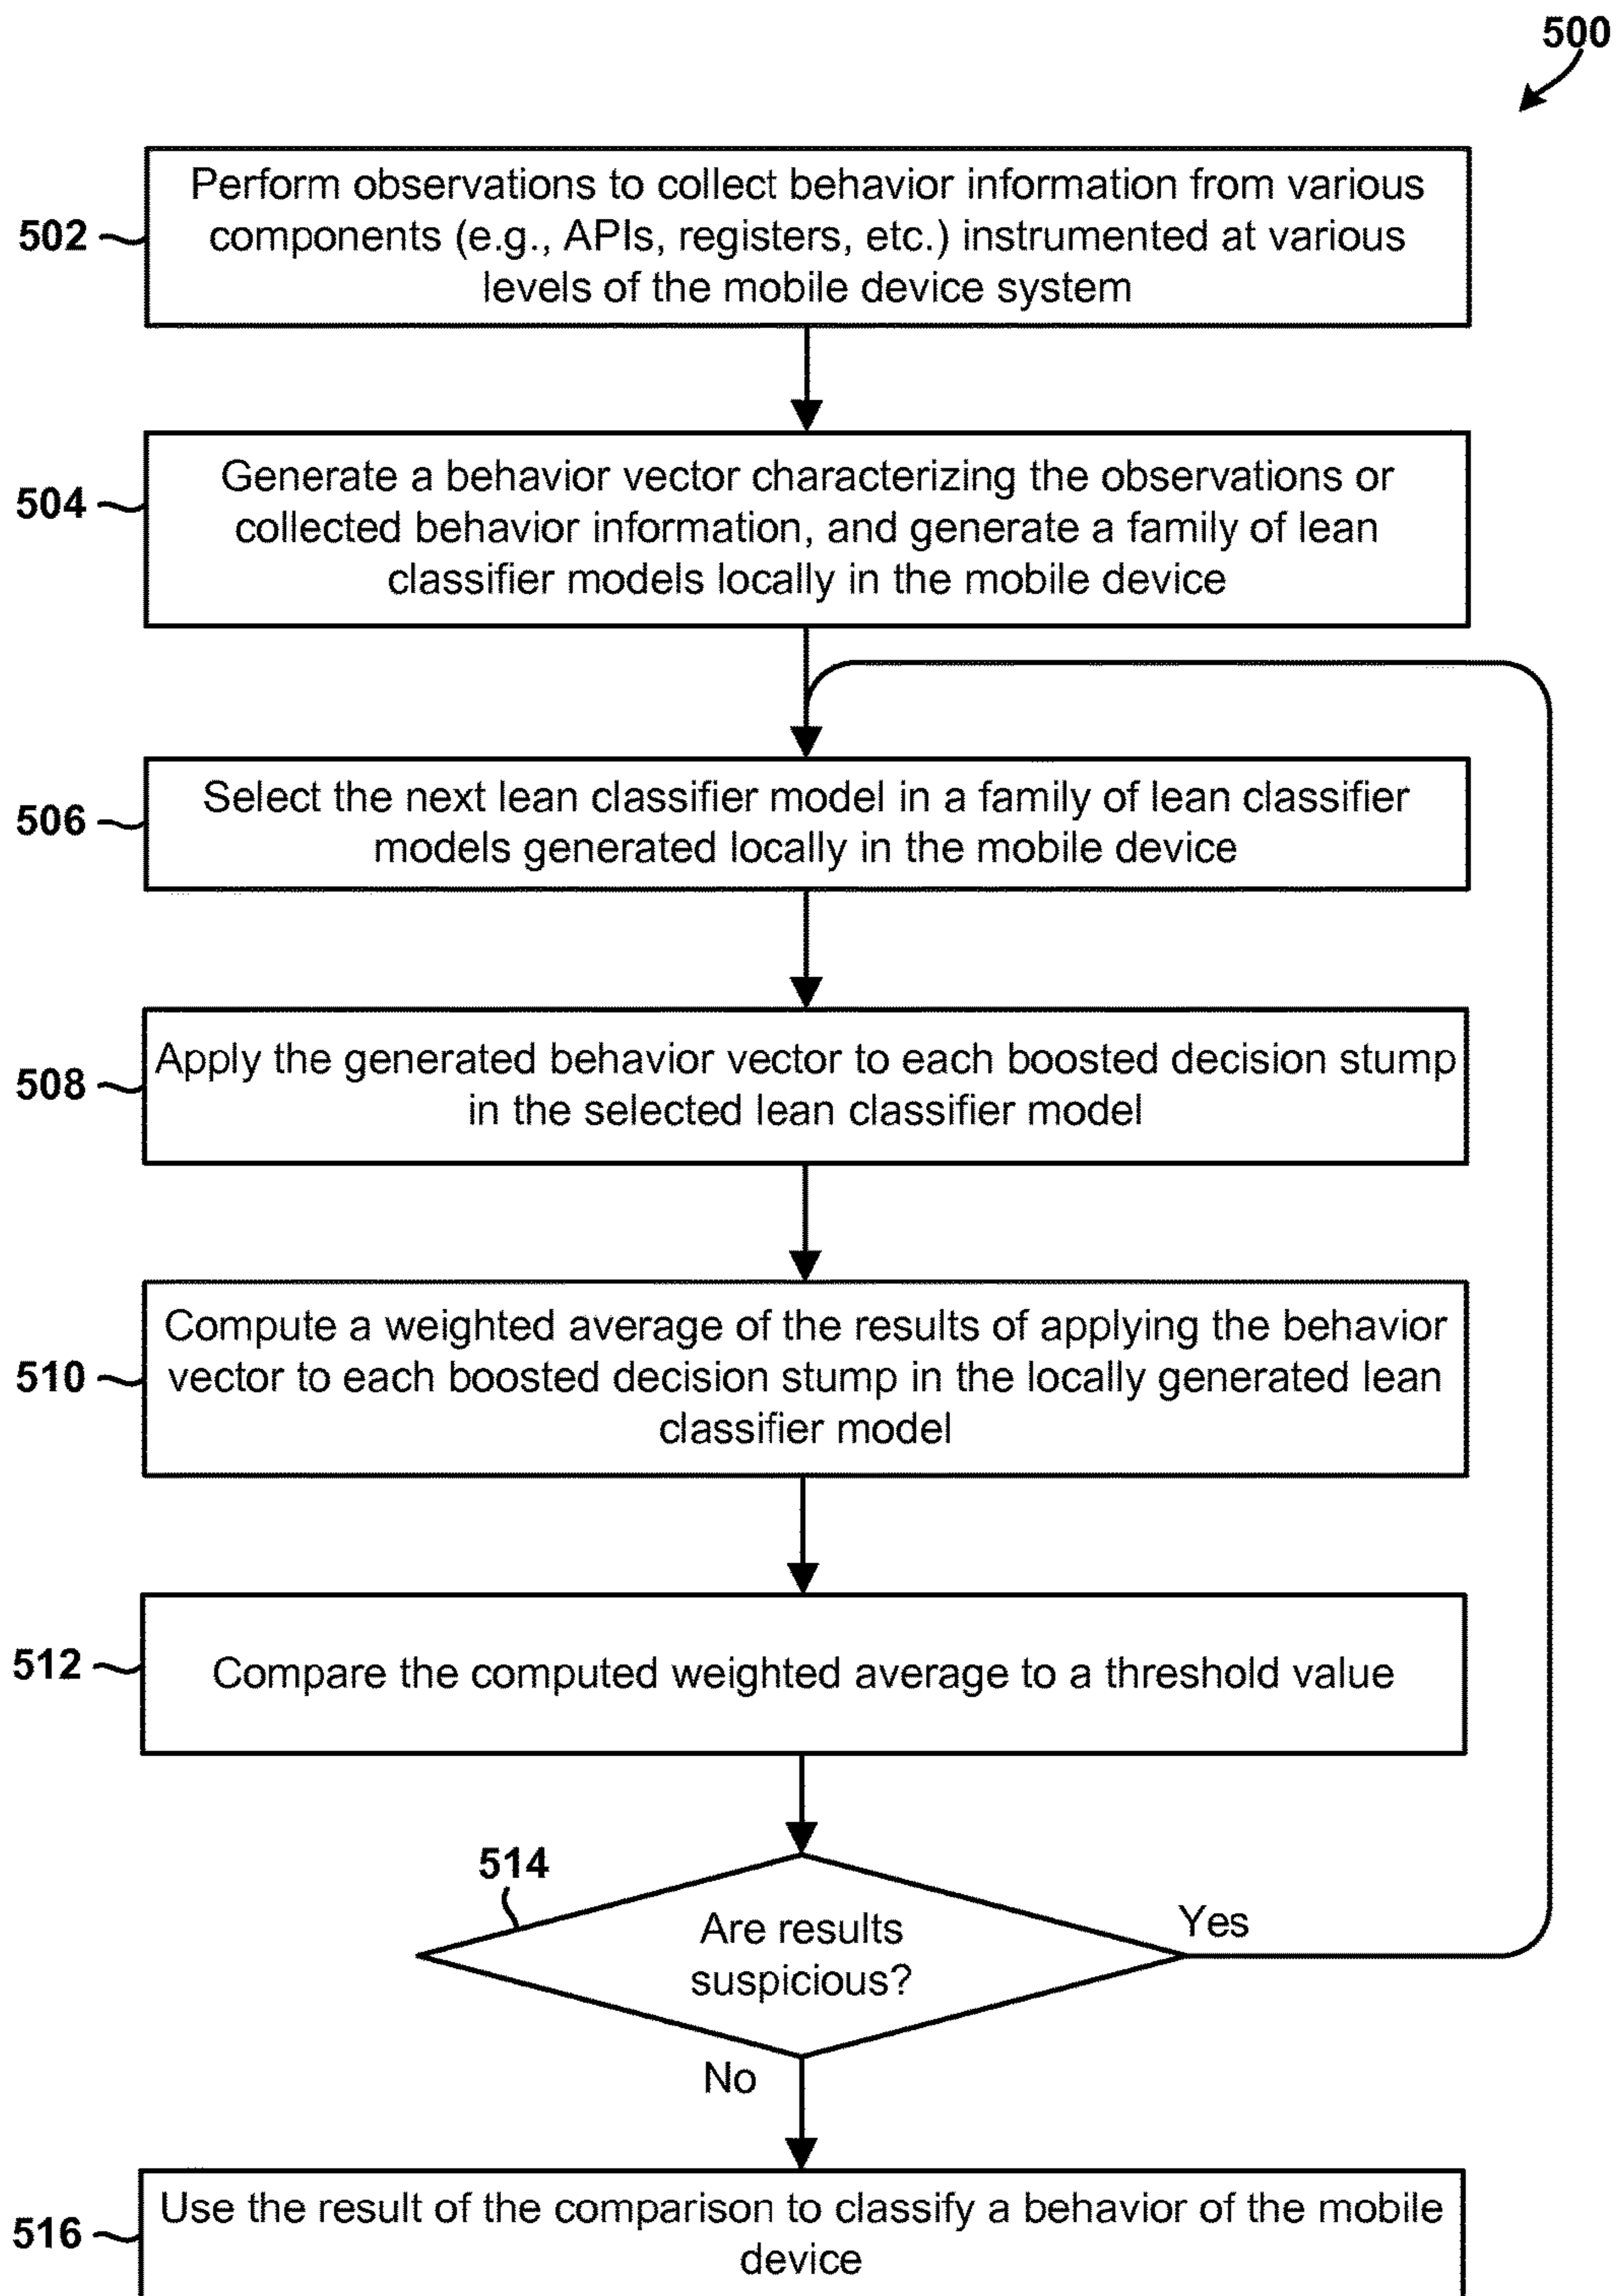 500
502
Perform observations to collect behavior information from various
components (e.g., APIs, registers, etc.) instrumented at various
levels of the mobile device system
504
Generate a behavior vector characterizing the observations or
collected behavior information, and generate a family of lean
classifier models locally in the mobile device
506
Select the next lean classifier model in a family of lean classifier
models generated locally in the mobile device
508
Apply the generated behavior vector to each boosted decision stump
in the selected lean classifier model
510
Compute a weighted average of the results of applying the behavior
vector to each boosted decision stump in the locally generated lean
classifier model
512
Compare the computed weighted average to a threshold value
514
Are results
suspicious?
Yes
No
516
Use the result of the comparison to classify a behavior of the mobile
device